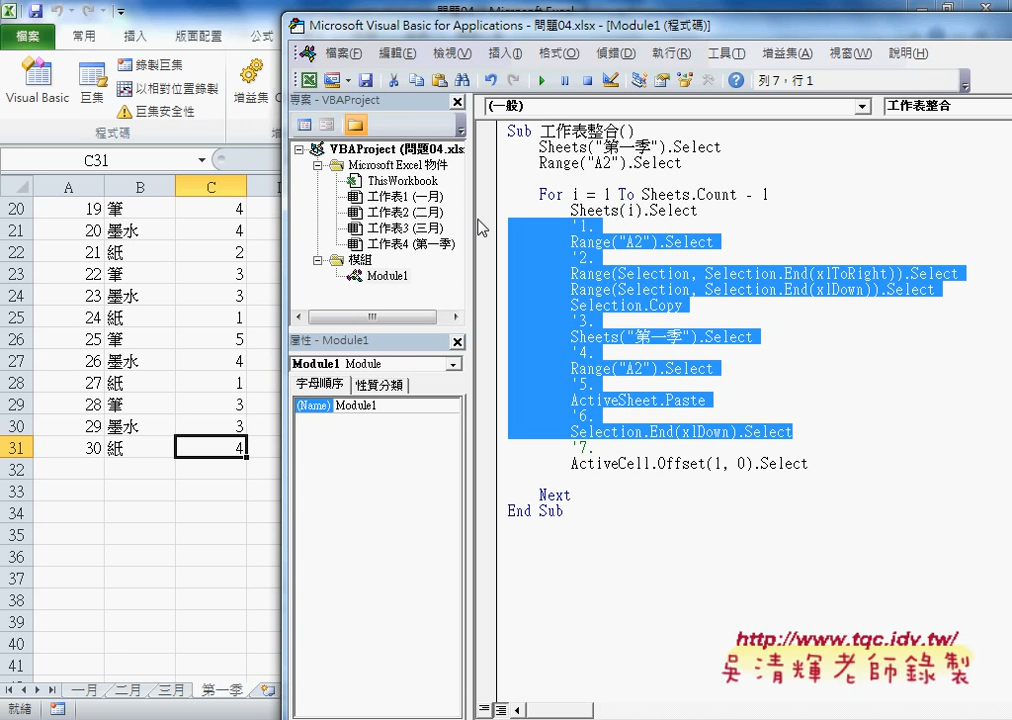 Microsoft Visual Basic for Applications - 問題04.xlsx - [Module1 (程式碼)]
檔案 常用 插入 版面配置 公式
檔案(F) 編輯(E) 檢視(V) 插入(I) 格式(O) 偵錯(D) 執行(R) 工具(T) 增益集(A) 視窗(W) 說明(H)
列 7，行 1
Visual Basic
巨集
錄製巨集
以相對位置錄製
巨集安全性
增益集
程式碼
專案 - VBAProject
(一般)
工作表整合
C31
VBAProject (問題04.xls
Microsoft Excel 物件
ThisWorkbook
工作表1 (一月)
工作表2 (二月)
工作表3 (三月)
工作表4 (第一季)
模組
Module1
屬性 - Module1
Module1 Module
字母順序 性質分類
(Name) Module1
A B C
20 19 筆 4
21 20 墨水 4
22 21 紙 2
23 22 筆 3
24 23 墨水 3
25 24 紙 1
26 25 筆 5
27 26 墨水 4
28 27 紙 1
29 28 筆 3
30 29 墨水 3
31 30 紙 4
32
33
34
35
36
37
38
39
40
41
一月 二月 三月 第一季
就緒
Sub 工作表整合()
Sheets("第一季").Select
Range("A2").Select
For i = 1 To Sheets.Count - 1
Sheets(i).Select
'1.
Range("A2").Select
'2.
Range(Selection, Selection.End(xlToRight)).Select
Range(Selection, Selection.End(xlDown)).Select
Selection.Copy
'3.
Sheets("第一季").Select
'4.
Range("A2").Select
'5.
ActiveSheet.Paste
'6.
Selection.End(xlDown).Select
'7.
ActiveCell.Offset(1, 0).Select
Next
End Sub
http://www.tqc.idv.tw/
吳清輝老師錄製